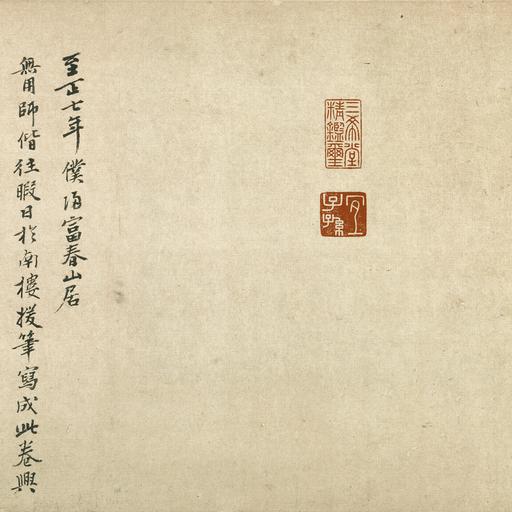 三希堂
精鑑璽
宜
子孫
至正七年僕歸富春山居
無用師偕往暇日於南樓援筆寫成此卷興